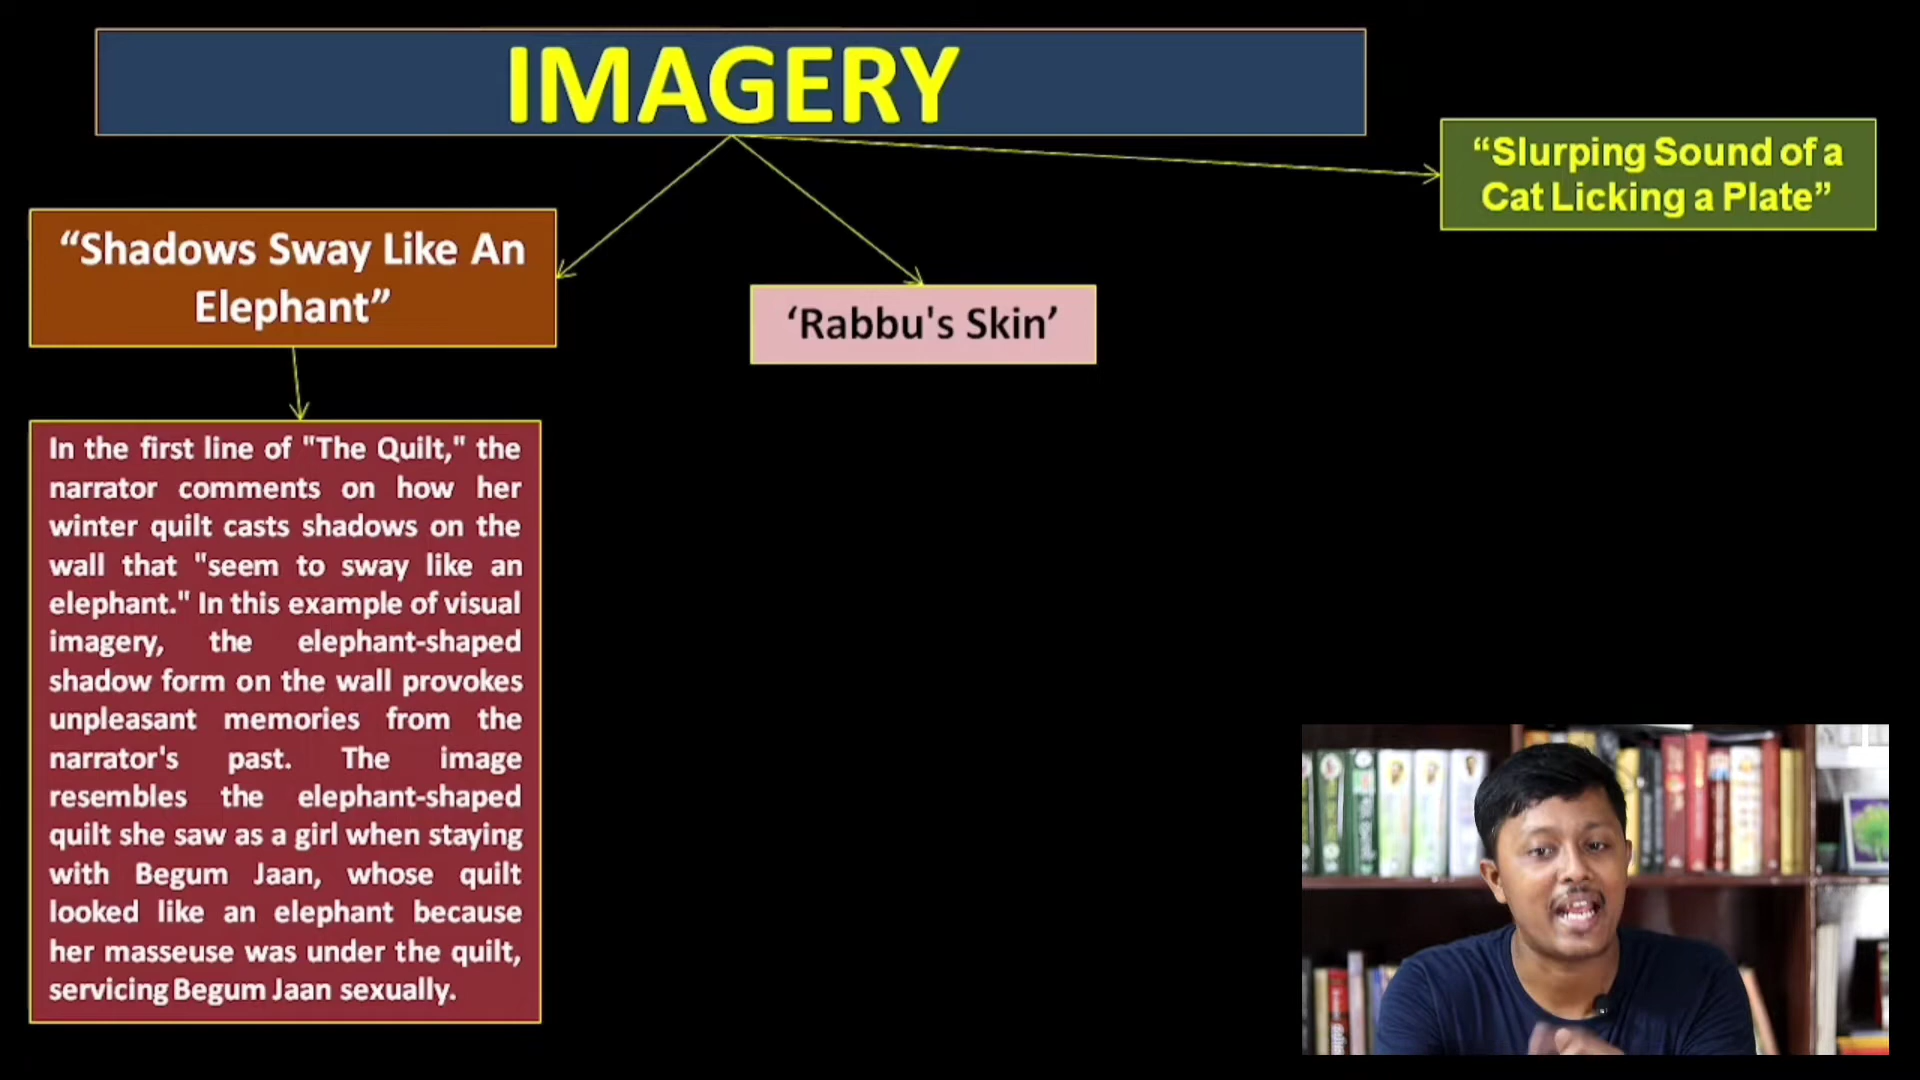 IMAGERY
“Slurping Sound of a
Cat Licking a Plate”
“Shadows Sway Like An
Elephant”
‘Rabbu's Skin’
In the first line of "The Quilt," the
narrator comments on how her
winter quilt casts shadows on the
wall that "seem to sway like an
elephant." In this example of visual
imagery, the elephant-shaped
shadow form on the wall provokes
unpleasant memories from the
narrator's past. The image
resembles the elephant-shaped
quilt she saw as a girl when staying
with Begum Jaan, whose quilt
looked like an elephant because
her masseuse was under the quilt,
servicing Begum Jaan sexually.